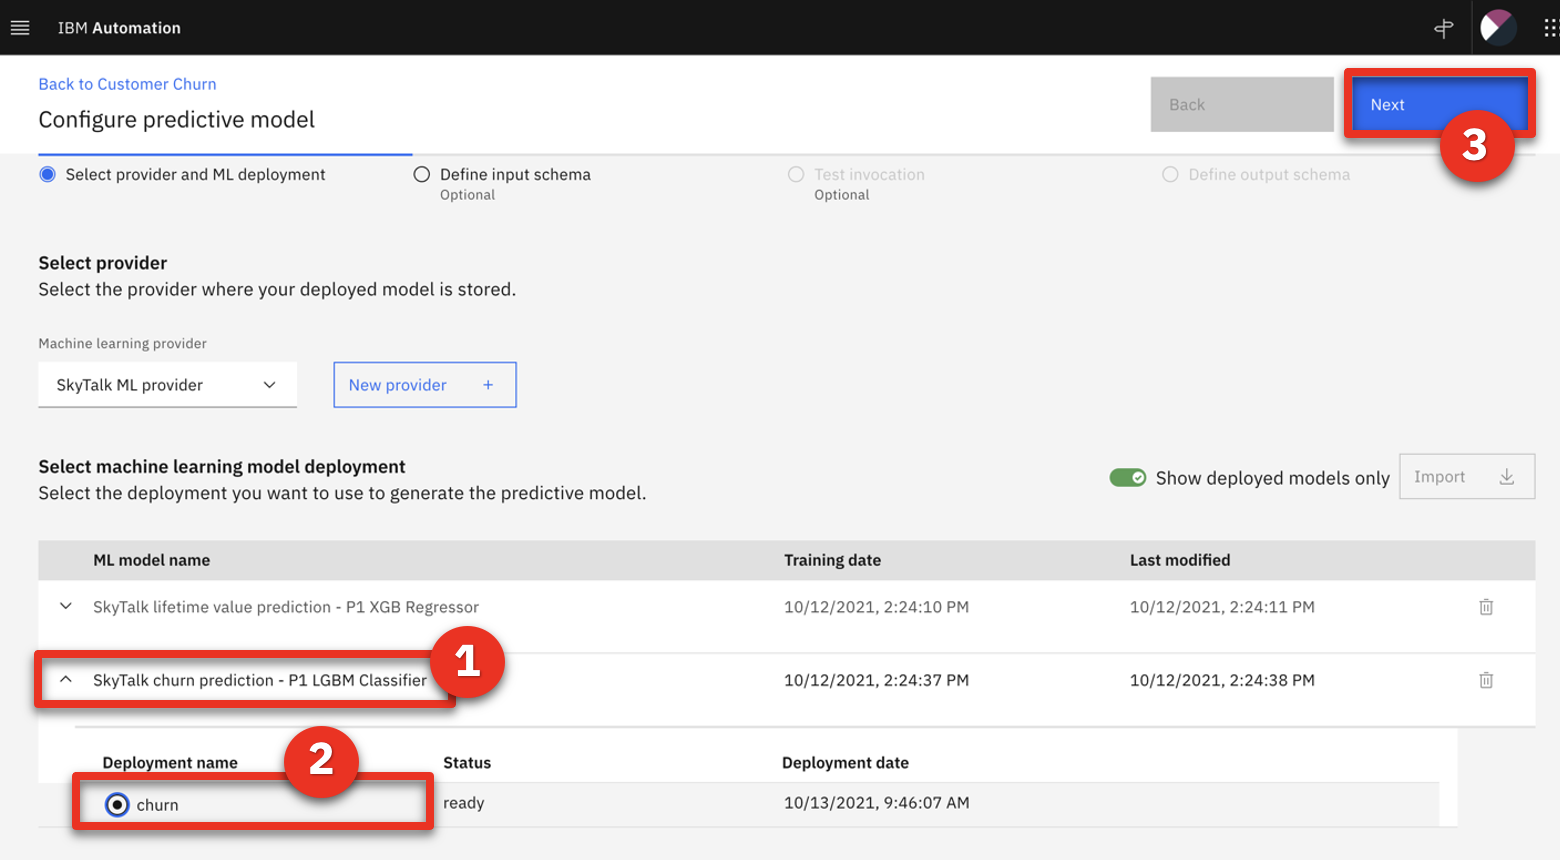 IBM Automation
Back to Customer Churn
Configure predictive model
Back
Next
3
Select provider and ML deployment
Define input schema
Optional
Test invocation
Optional
Define output schema
Select provider
Select the provider where your deployed model is stored.
Machine learning provider
SkyTalk ML provider
New provider +
Select machine learning model deployment
Select the deployment you want to use to generate the predictive model.
Show deployed models only
Import
ML model name Training date Last modified
SkyTalk lifetime value prediction - P1 XGB Regressor 10/12/2021, 2:24:10 PM 10/12/2021, 2:24:11 PM
1
SkyTalk churn prediction - P1 LGBM Classifier 10/12/2021, 2:24:37 PM 10/12/2021, 2:24:38 PM
2
Deployment name Status Deployment date
churn ready 10/13/2021, 9:46:07 AM